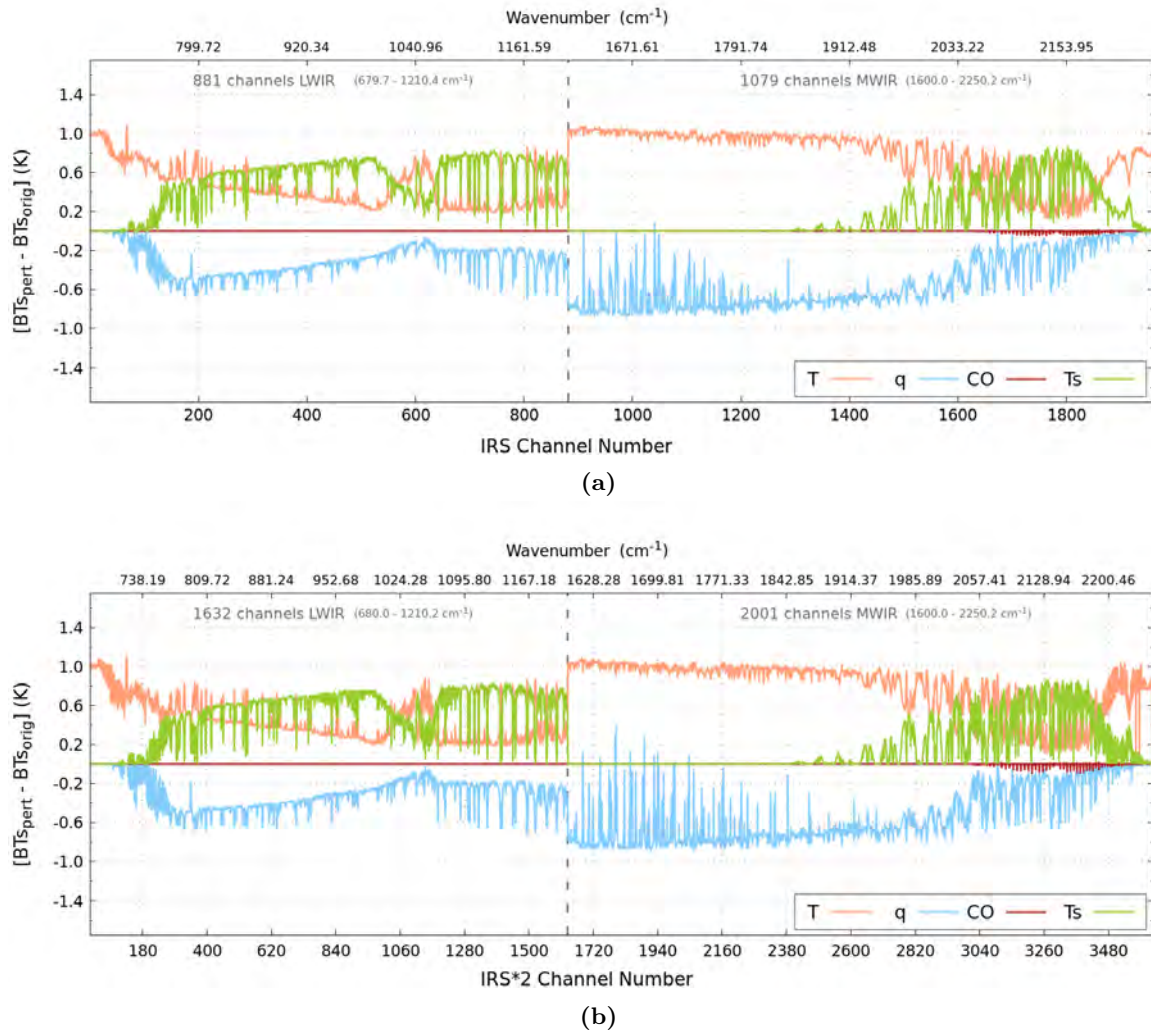 Wavenumber (cm-1)
799.72 920.34 1040.96 1161.59 1671.61 1791.74 1912.48 2033.22 2153.95
881 channels LWIR (679.7 - 1210.4 cm-1) 1079 channels MWIR (1600.0 - 2250.2 cm-1)
1.4
1.0
0.6
0.2
-0.2
-0.6
-1.0
-1.4
[BTspert - BTsorig] (K)
T q CO Ts
200 400 600 800 1000 1200 1400 1600 1800
IRS Channel Number
(a)
Wavenumber (cm-1)
738.19 809.72 881.24 952.68 1024.28 1095.80 1167.18 1628.28 1699.81 1771.33 1842.85 1914.37 1985.89 2057.41 2128.94 2200.46
1632 channels LWIR (680.0 - 1210.2 cm-1) 2001 channels MWIR (1600.0 - 2250.2 cm-1)
1.4
1.0
0.6
0.2
-0.2
-0.6
-1.0
-1.4
[BTspert - BTsorig] (K)
T q CO Ts
180 400 620 840 1060 1280 1500 1720 1940 2160 2380 2600 2820 3040 3260 3480
IRS*2 Channel Number
(b)